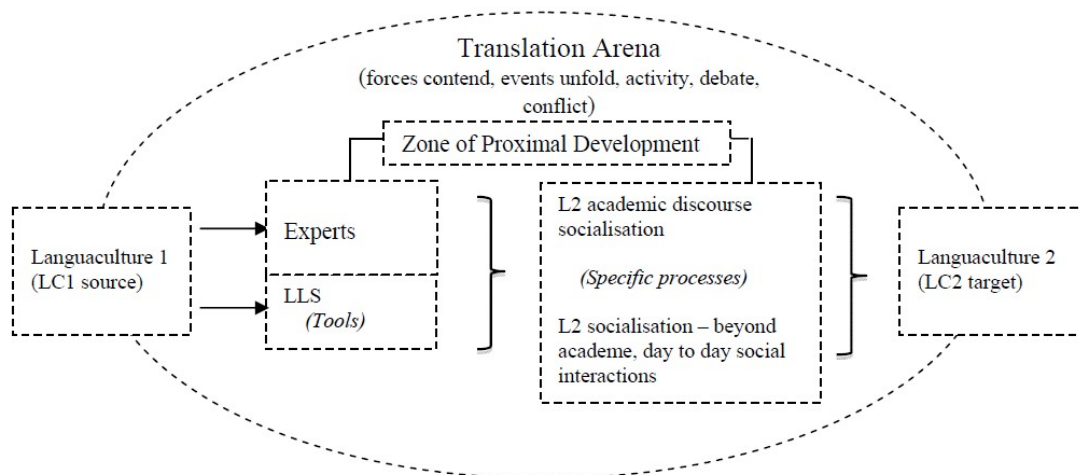 Translation Arena
(forces contend, events unfold, activity, debate,
conflict)
Zone of Proximal Development
Languaculture 1
(LC1 source)
Experts
LLS
(Tools)
L2 academic discourse
socialisation
(Specific processes)
L2 socialisation – beyond
academe, day to day social
interactions
Languaculture 2
(LC2 target)